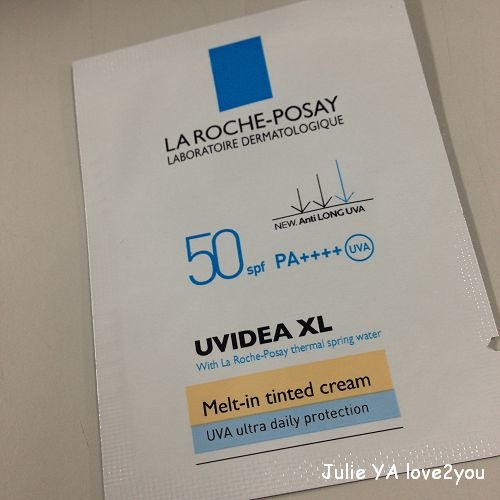 LA ROCHE-POSAY
LABORATOIRE DERMATOLOGIQUE
NEW. Anti LONG UVA
50 spf PA++++ UVA
UVIDEA XL
With La Roche-Posay thermal spring water
Melt-in tinted cream
UVA ultra daily protection
Julie YA love2you